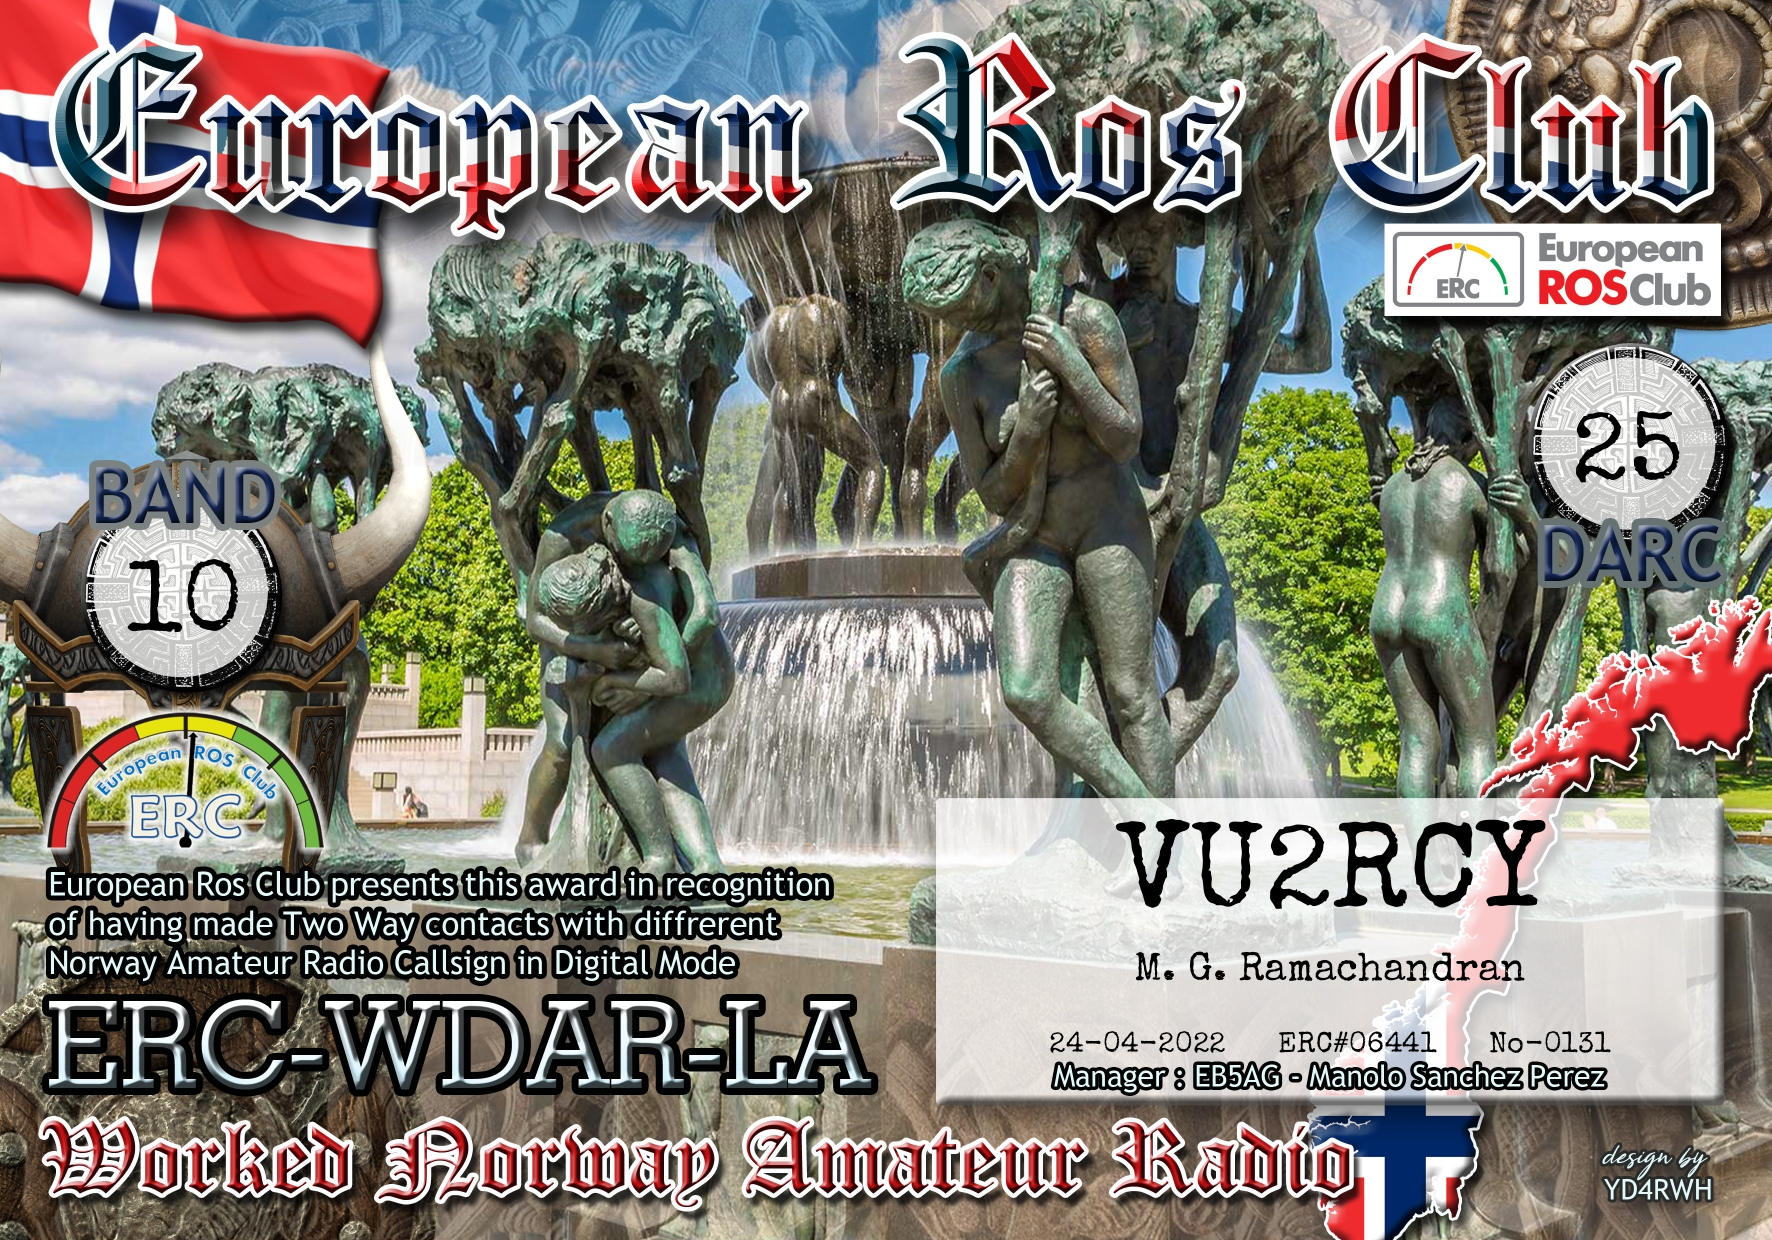 European Ros Club
ERC
European
ROS Club
BAND
10
25
DARC
European ROS Club
ERC
European Ros Club presents this award in recognition
of having made Two Way contacts with diffrerent
Norway Amateur Radio Callsign in Digital Mode
ERC-WDAR-LA
Worked Norway Amateur Radio
VU2RCY
M. G. Ramachandran
24-04-2022 ERC#06441 No-0131
Manager : EB5AG - Manolo Sanchez Perez
design by
YD4RWH